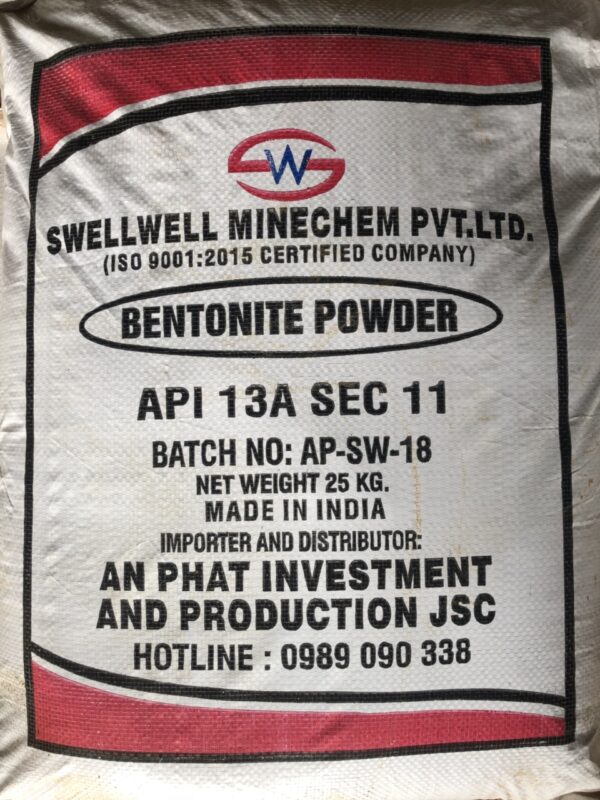 SW
SWELLWELL MINECHEM PVT.LTD.
(ISO 9001:2015 CERTIFIED COMPANY)
BENTONITE POWDER
API 13A SEC 11
BATCH NO: AP-SW-18
NET WEIGHT 25 KG.
MADE IN INDIA
IMPORTER AND DISTRIBUTOR:
AN PHAT INVESTMENT
AND PRODUCTION JSC
HOTLINE : 0989 090 338